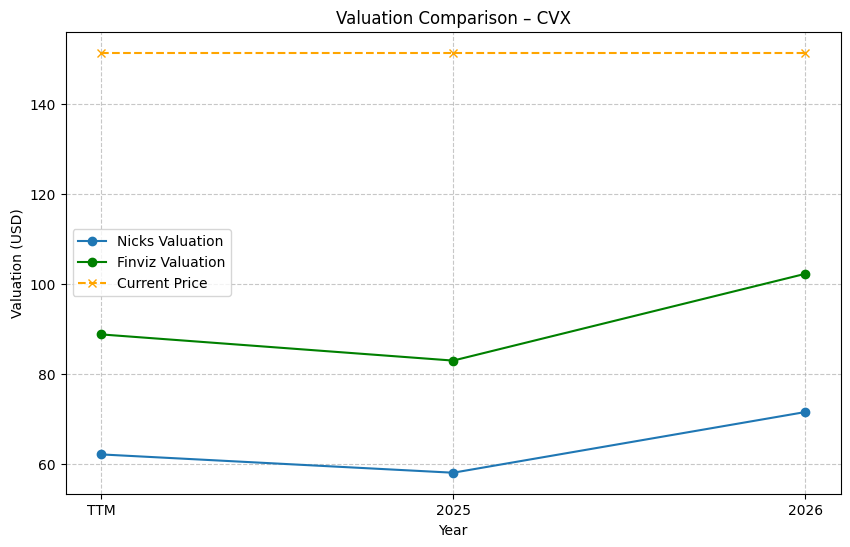 Valuation Comparison – CVX
Valuation (USD)
140
120
100
80
60
Nicks Valuation
Finviz Valuation
Current Price
TTM
2025
2026
Year